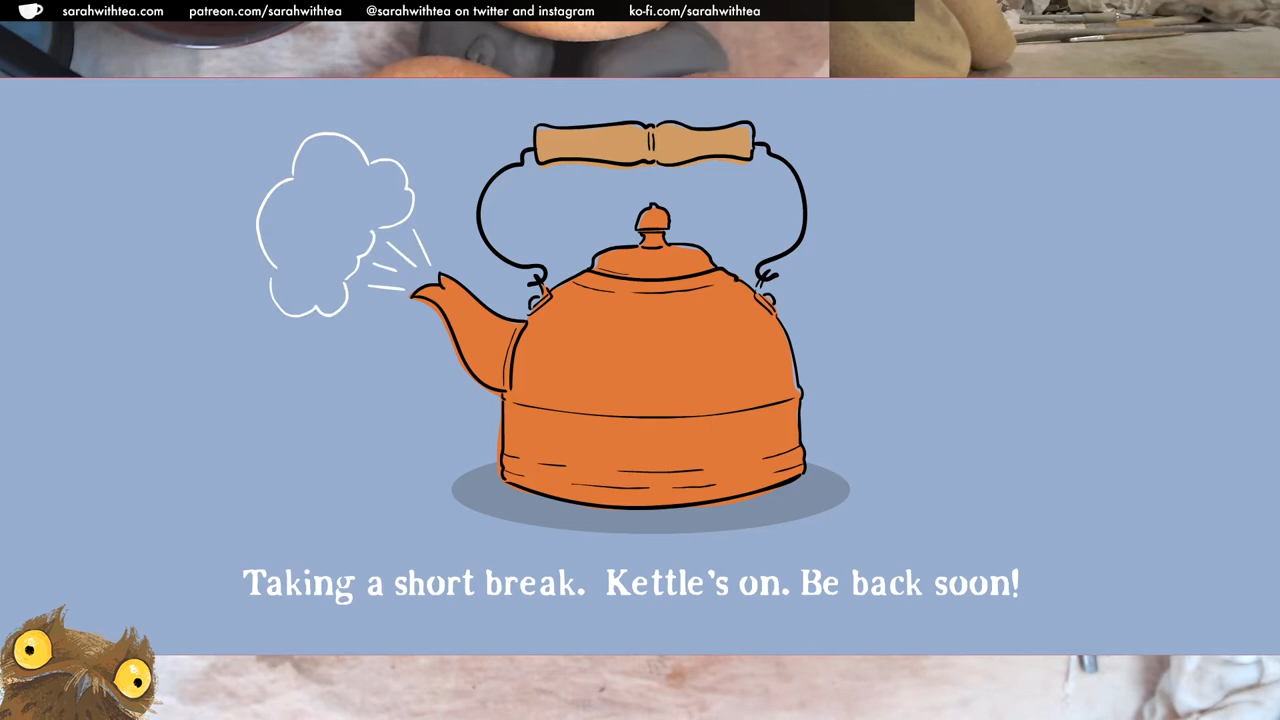 sarahwithtea.com patreon.com/sarahwithtea @sarahwithtea on twitter and instagram ko-fi.com/sarahwithtea
Taking a short break. Kettle's on. Be back soon!